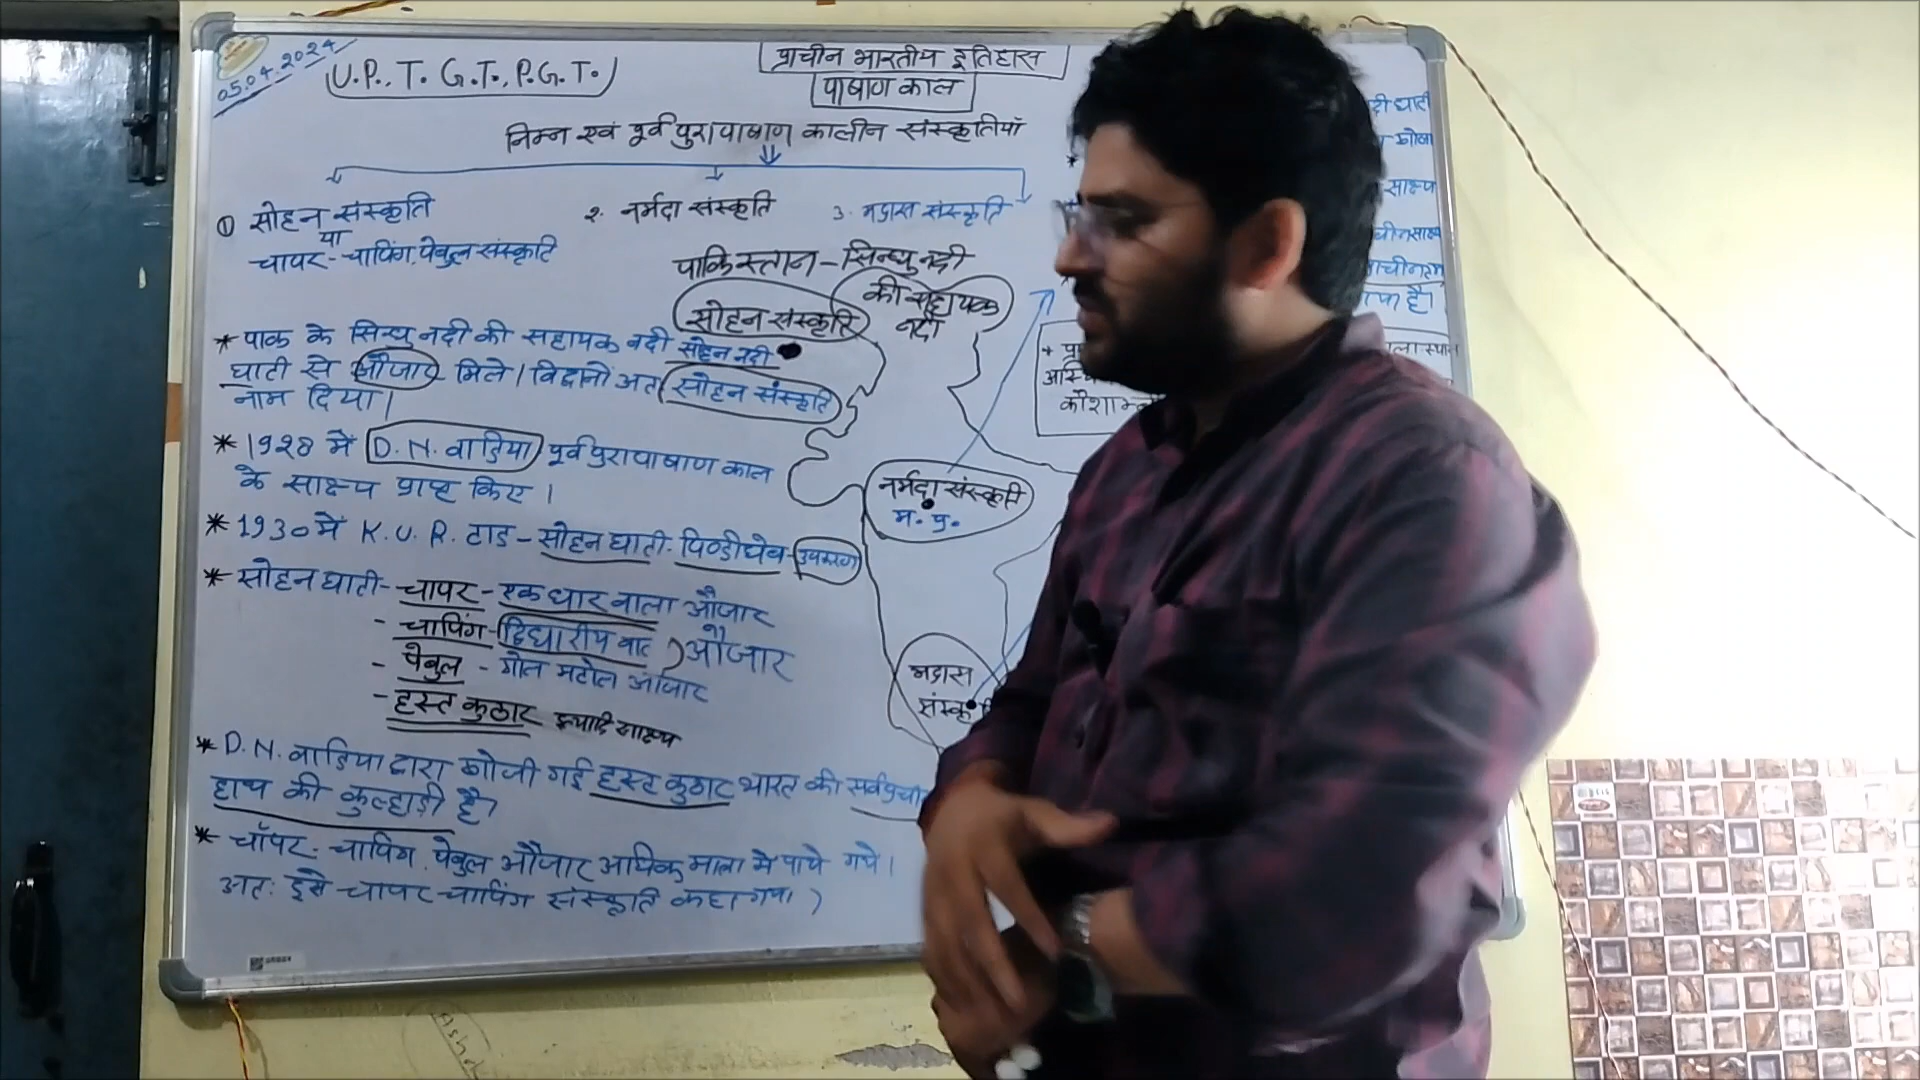 05.04.2024
U.P., T. G.T., P.G.T.
प्राचीन भारतीय इतिहास
पाषाण काल
निम्न एवं पूर्व पुरापाषाण कालीन संस्कृतियाँ
① सोहन संस्कृति
या
चापर-चापिंग पेबुल संस्कृति
2. नर्मदा संस्कृति
3. मद्रास संस्कृति
पाकिस्तान - सिन्धु नदी
की सहायक
नदी
सोहन संस्कृति
* पाक के सिन्धु नदी की सहायक नदी सोहन नदी
घाटी से औजार मिले। विद्वानों अतः सोहन संस्कृति
नाम दिया।
* 1928 में D.N. वाडिया पूर्व पुरापाषाण काल
के साक्ष्य प्राप्त किए।
* 1930 में K.U.R. टाड - सोहन घाटी - पिण्डीघेब - उपकरण
* सोहन घाटी - चापर - एक धार वाला औजार
- चापिंग - द्विधारीय वाट औजार
- पेबुल - गोल मटोल औजार
- हस्त कुठार इत्यादि साक्ष्य
* D.N. वाडिया द्वारा खोजी गई हस्त कुठार भारत की सर्वप्राची
हाथ की कुल्हाड़ी है।
* चॉपर - चापिंग पेबुल औजार अधिक मात्रा में पाये गये।
अतः इसे चापर चापिंग संस्कृति कहा गया)
नर्मदा संस्कृति
म. प्र.
मद्रास
संस्कृति
दी घाटी
खोज
साक्ष्य
चीन साक्ष्य
ाचीनतम
है।
ला स्थान
कौशाम्ब